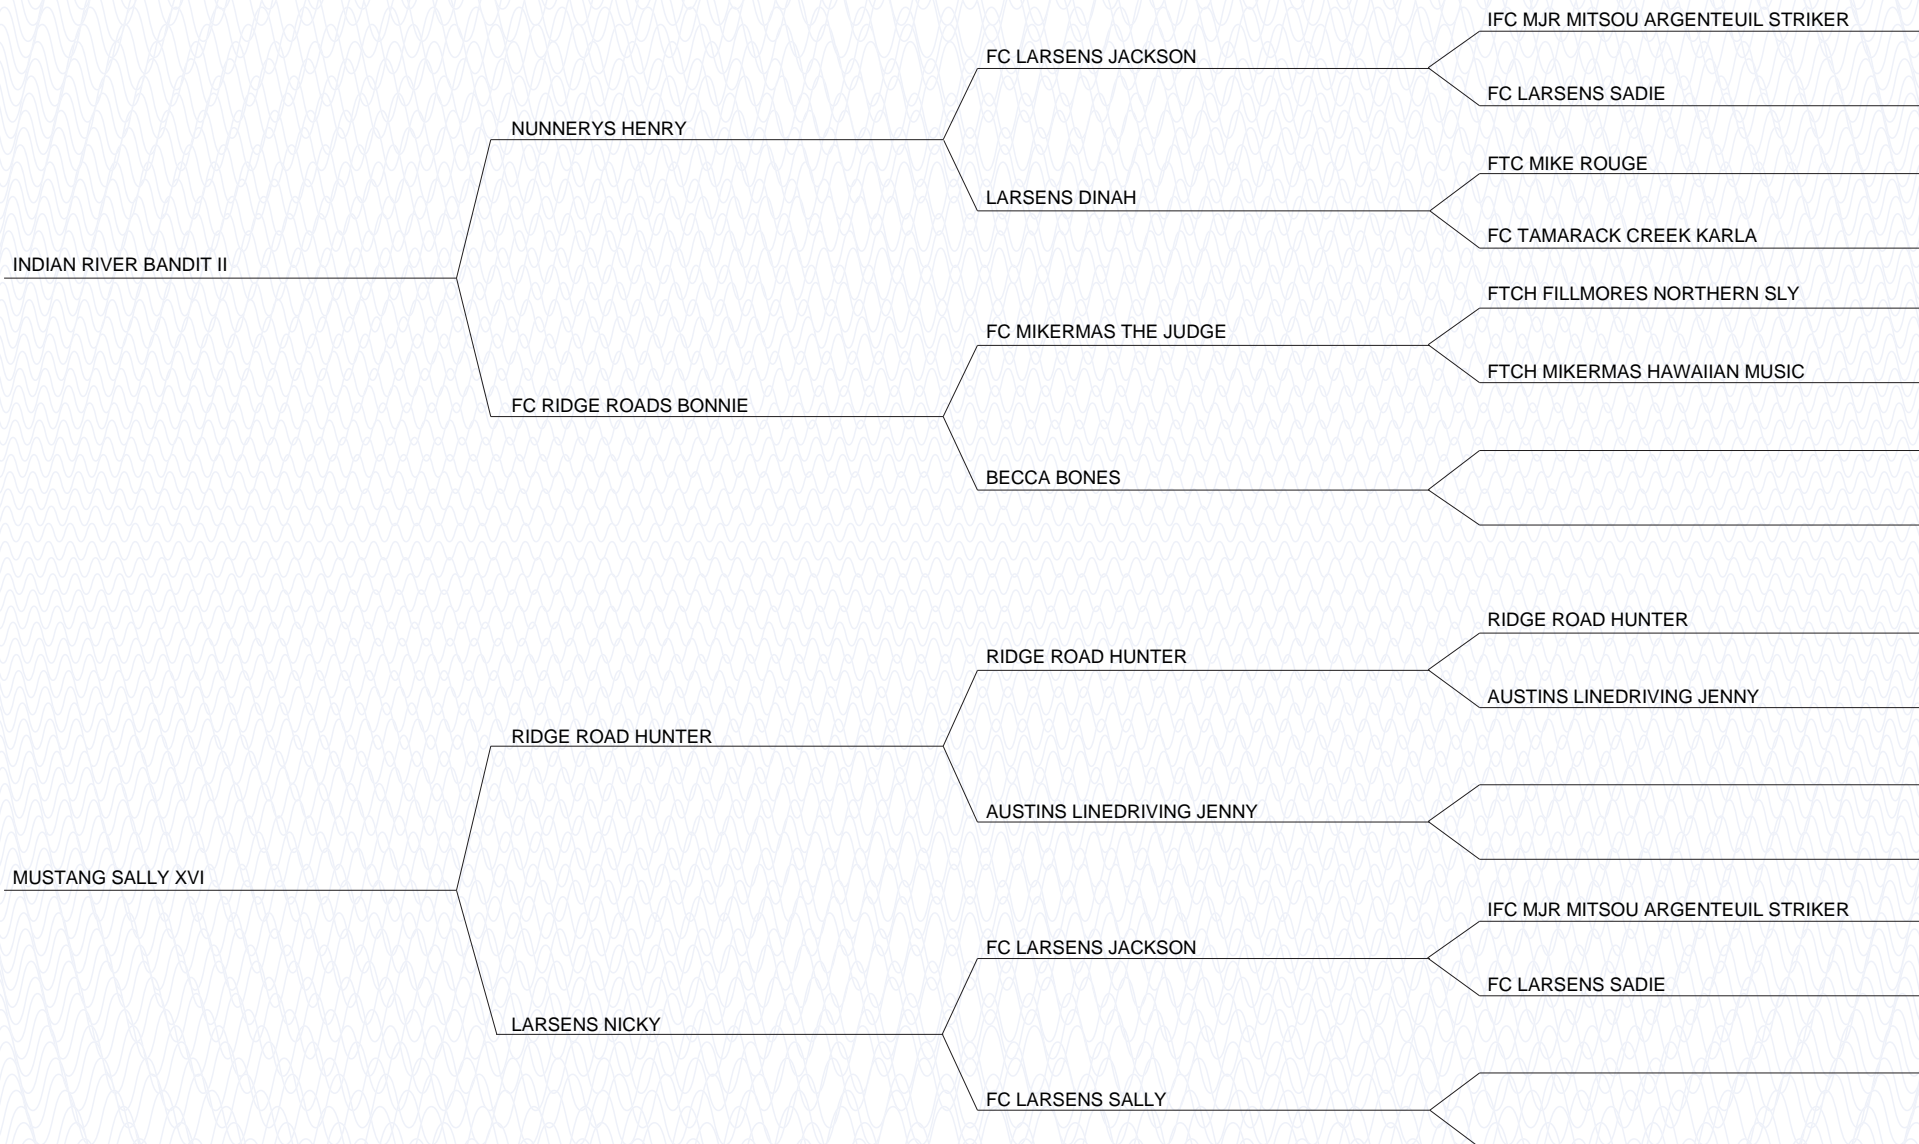 IFC MJR MITSOU ARGENTEUIL STRIKER
FC LARSENS JACKSON
FC LARSENS SADIE
NUNNERYS HENRY
FTC MIKE ROUGE
LARSENS DINAH
FC TAMARACK CREEK KARLA
INDIAN RIVER BANDIT II
FTCH FILLMORES NORTHERN SLY
FC MIKERMAS THE JUDGE
FTCH MIKERMAS HAWAIIAN MUSIC
FC RIDGE ROADS BONNIE
BECCA BONES
RIDGE ROAD HUNTER
RIDGE ROAD HUNTER
AUSTINS LINEDRIVING JENNY
RIDGE ROAD HUNTER
AUSTINS LINEDRIVING JENNY
MUSTANG SALLY XVI
IFC MJR MITSOU ARGENTEUIL STRIKER
FC LARSENS JACKSON
FC LARSENS SADIE
LARSENS NICKY
FC LARSENS SALLY